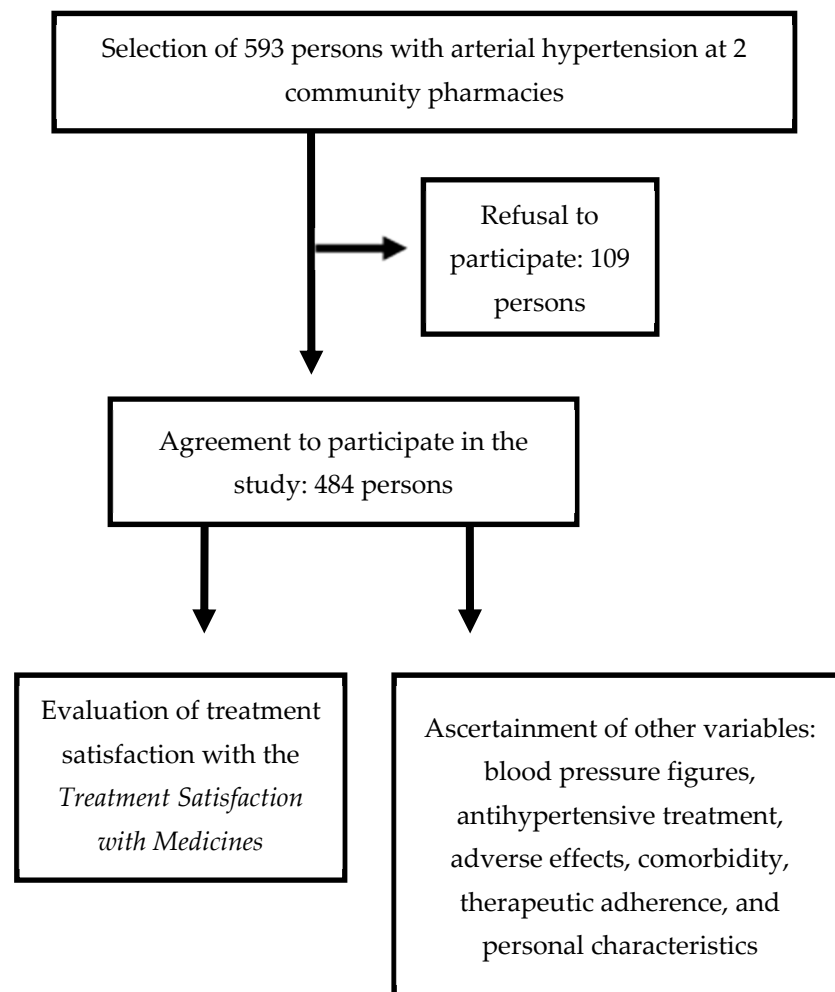 Selection of 593 persons with arterial hypertension at 2
community pharmacies
Refusal to
participate: 109
persons
Agreement to participate in the
study: 484 persons
Evaluation of treatment
satisfaction with the
Treatment Satisfaction
with Medicines
Ascertainment of other variables:
blood pressure figures,
antihypertensive treatment,
adverse effects, comorbidity,
therapeutic adherence, and
personal characteristics